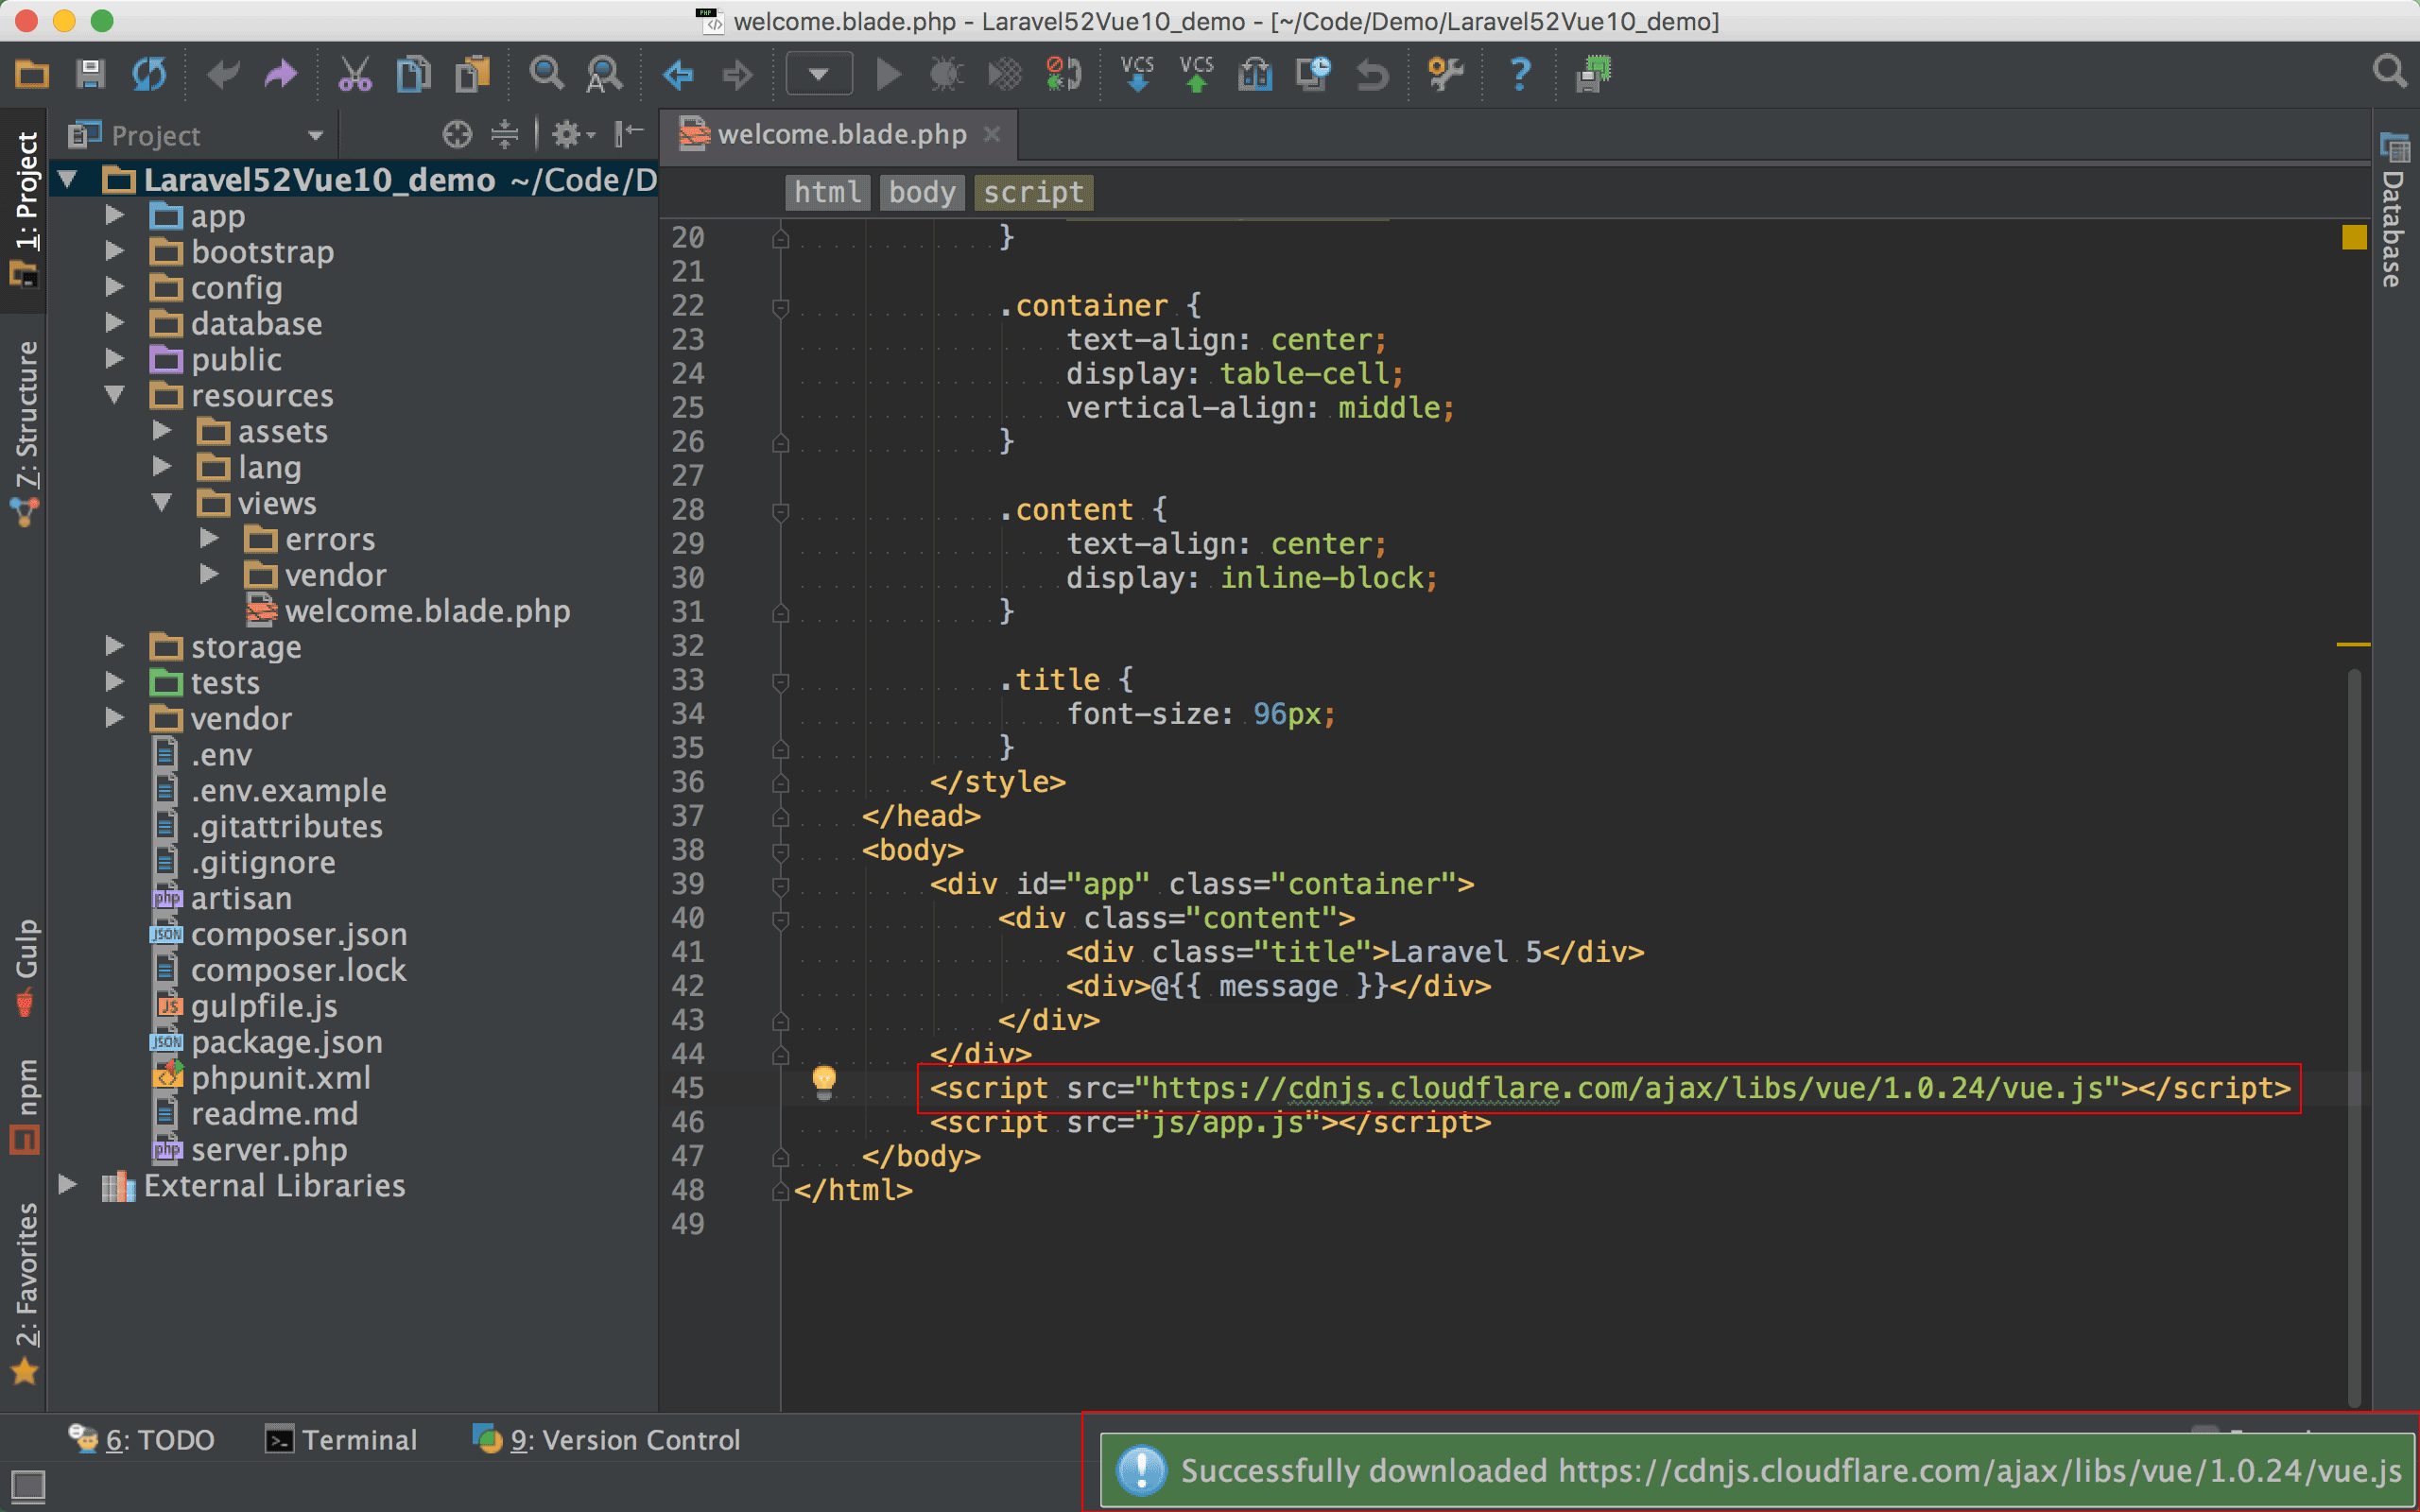 welcome.blade.php - Laravel52Vue10_demo - [~/Code/Demo/Laravel52Vue10_demo]
VCS VCS
1: Project
7: Structure
Gulp
npm
2: Favorites
Project
Laravel52Vue10_demo ~/Code/D
app
bootstrap
config
database
public
resources
assets
lang
views
errors
vendor
welcome.blade.php
storage
tests
vendor
.env
.env.example
.gitattributes
.gitignore
artisan
composer.json
composer.lock
gulpfile.js
package.json
phpunit.xml
readme.md
server.php
External Libraries
welcome.blade.php
html body script
20 }
21
22 .container {
23 text-align: center;
24 display: table-cell;
25 vertical-align: middle;
26 }
27
28 .content {
29 text-align: center;
30 display: inline-block;
31 }
32
33 .title {
34 font-size: 96px;
35 }
36 </style>
37 </head>
38 <body>
39 <div id="app" class="container">
40 <div class="content">
41 <div class="title">Laravel 5</div>
42 <div>@{{ message }}</div>
43 </div>
44 </div>
45 <script src="https://cdnjs.cloudflare.com/ajax/libs/vue/1.0.24/vue.js"></script>
46 <script src="js/app.js"></script>
47 </body>
48 </html>
49
Database
6: TODO Terminal 9: Version Control
Successfully downloaded https://cdnjs.cloudflare.com/ajax/libs/vue/1.0.24/vue.js